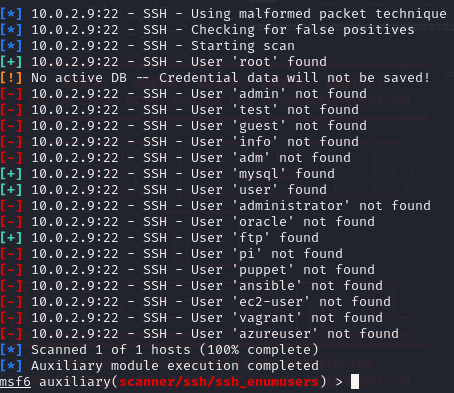 [*] 10.0.2.9:22 - SSH - Using malformed packet technique
[*] 10.0.2.9:22 - SSH - Checking for false positives
[*] 10.0.2.9:22 - SSH - Starting scan
[+] 10.0.2.9:22 - SSH - User 'root' found
[!] No active DB -- Credential data will not be saved!
[-] 10.0.2.9:22 - SSH - User 'admin' not found
[-] 10.0.2.9:22 - SSH - User 'test' not found
[-] 10.0.2.9:22 - SSH - User 'guest' not found
[-] 10.0.2.9:22 - SSH - User 'info' not found
[-] 10.0.2.9:22 - SSH - User 'adm' not found
[+] 10.0.2.9:22 - SSH - User 'mysql' found
[+] 10.0.2.9:22 - SSH - User 'user' found
[-] 10.0.2.9:22 - SSH - User 'administrator' not found
[-] 10.0.2.9:22 - SSH - User 'oracle' not found
[+] 10.0.2.9:22 - SSH - User 'ftp' found
[-] 10.0.2.9:22 - SSH - User 'pi' not found
[-] 10.0.2.9:22 - SSH - User 'puppet' not found
[-] 10.0.2.9:22 - SSH - User 'ansible' not found
[-] 10.0.2.9:22 - SSH - User 'ec2-user' not found
[-] 10.0.2.9:22 - SSH - User 'vagrant' not found
[-] 10.0.2.9:22 - SSH - User 'azureuser' not found
[*] Scanned 1 of 1 hosts (100% complete)
[*] Auxiliary module execution completed
msf6 auxiliary(scanner/ssh/ssh_enumusers) >